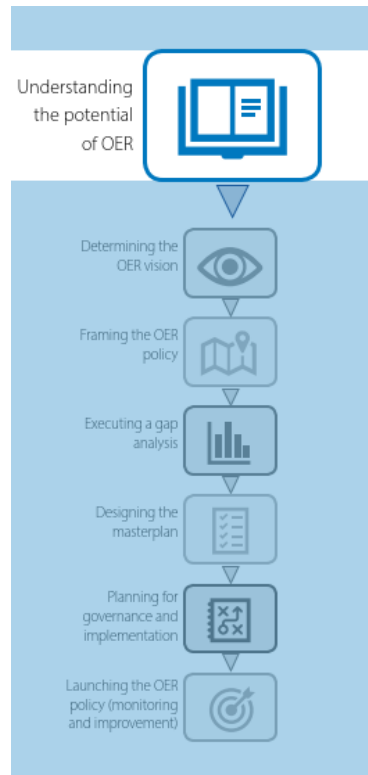 Understanding
the potential
of OER
Determining the
OER vision
Framing the OER
policy
Executing a gap
analysis
Designing the
masterplan
Planning for
governance and
implementation
Launching the OER
policy (monitoring
and improvement)